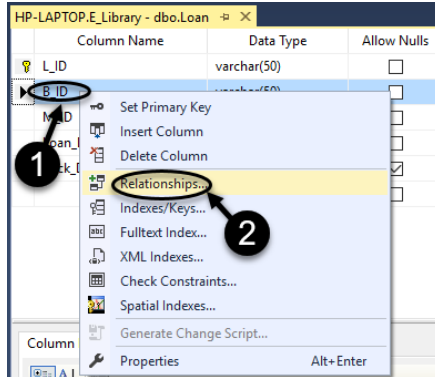 HP-LAPTOP.E_Library - dbo.Loan
Column Name Data Type Allow Nulls
L_ID varchar(50)
B_ID varchar(50)
Set Primary Key
Insert Column
Delete Column
1
Relationships...
Indexes/Keys...
2
Fulltext Index...
XML Indexes...
Check Constraints...
Spatial Indexes...
Generate Change Script...
Column
Properties Alt+Enter